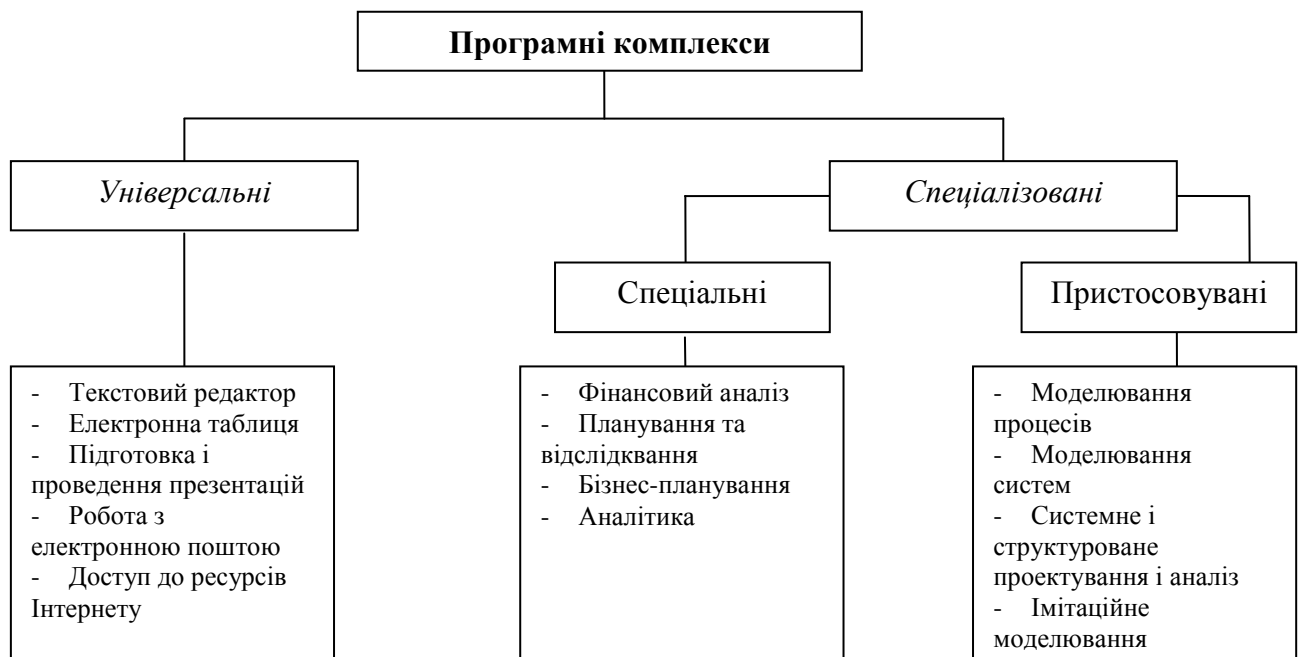 Програмні комплекси
Універсальні
Спеціалізовані
Спеціальні
Пристосовувані
- Текстовий редактор
- Електронна таблиця
- Підготовка і
проведення презентацій
- Робота з
електронною поштою
- Доступ до ресурсів
Інтернету
- Фінансовий аналіз
- Планування та
відслідквання
- Бізнес-планування
- Аналітика
- Моделювання
процесів
- Моделювання
систем
- Системне і
структуроване
проектування і аналіз
- Імітаційне
моделювання